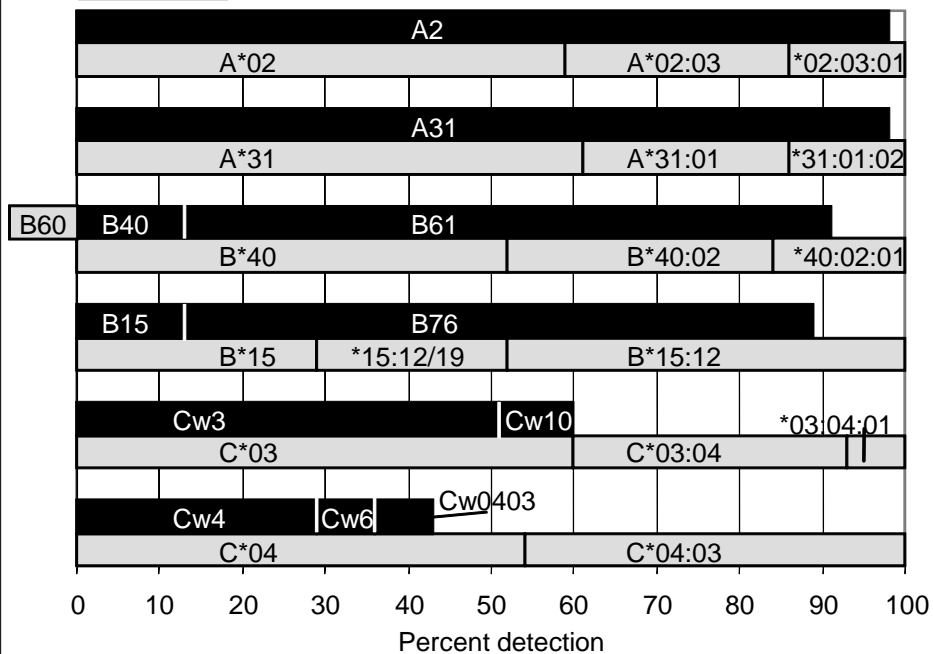 A2
A*02 A*02:03 *02:03:01
A31
A*31 A*31:01 *31:01:02
B60 B40 B61
B*40 B*40:02 *40:02:01
B15 B76
B*15 *15:12/19 B*15:12
Cw3 Cw10 *03:04:01
C*03 C*03:04
Cw4 Cw6 Cw0403
C*04 C*04:03
0 10 20 30 40 50 60 70 80 90 100
Percent detection